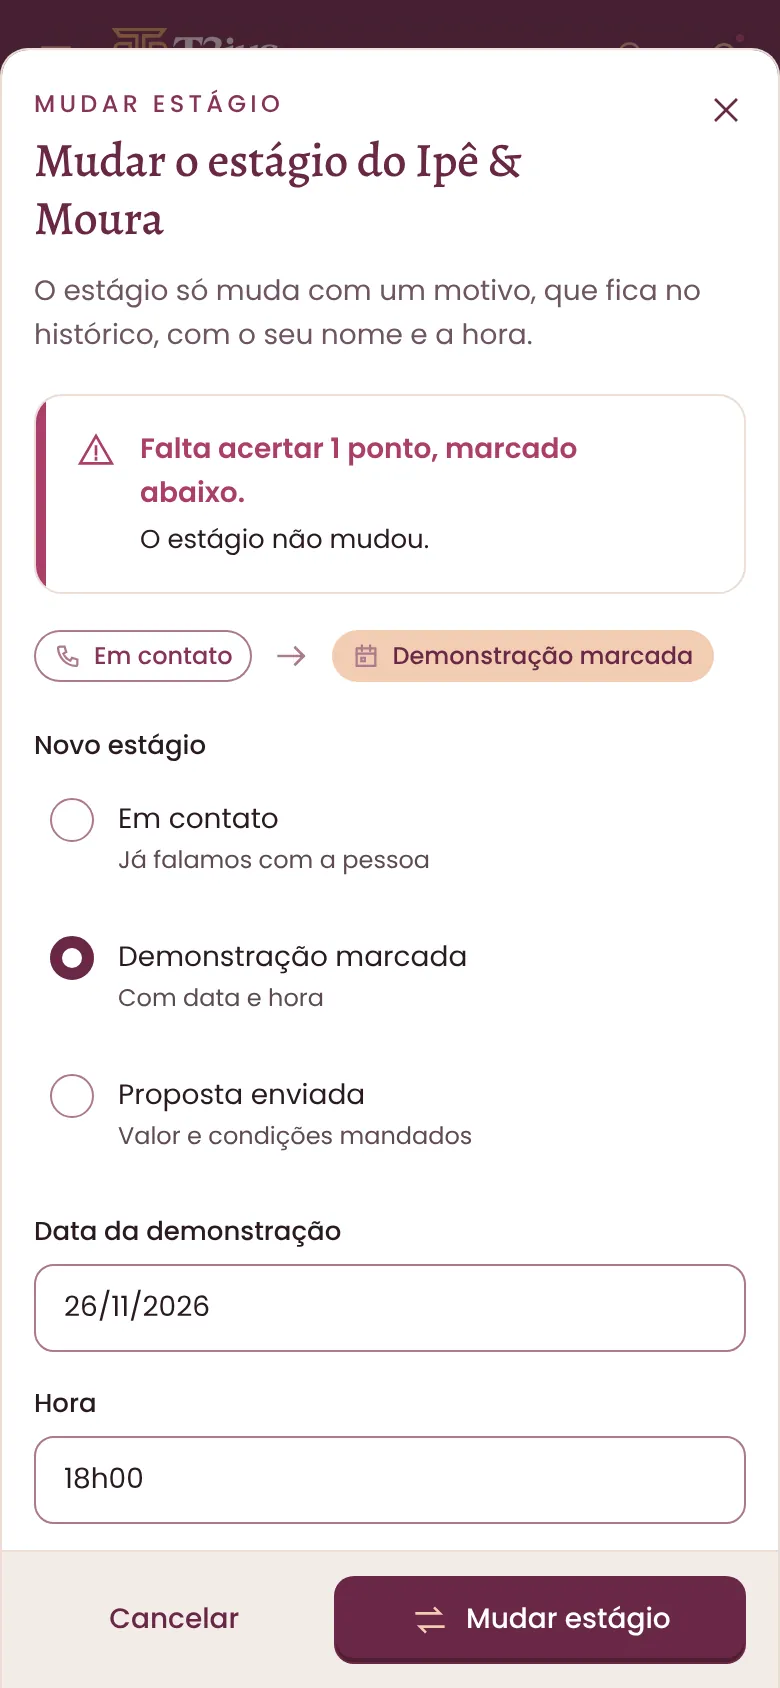 MUDAR ESTÁGIO
Mudar o estágio do Ipê &
Moura
O estágio só muda com um motivo, que fica no
histórico, com o seu nome e a hora.
Falta acertar 1 ponto, marcado
abaixo.
O estágio não mudou.
Em contato → Demonstração marcada
Novo estágio
Em contato
Já falamos com a pessoa
Demonstração marcada
Com data e hora
Proposta enviada
Valor e condições mandados
Data da demonstração
26/11/2026
Hora
18h00
Cancelar Mudar estágio